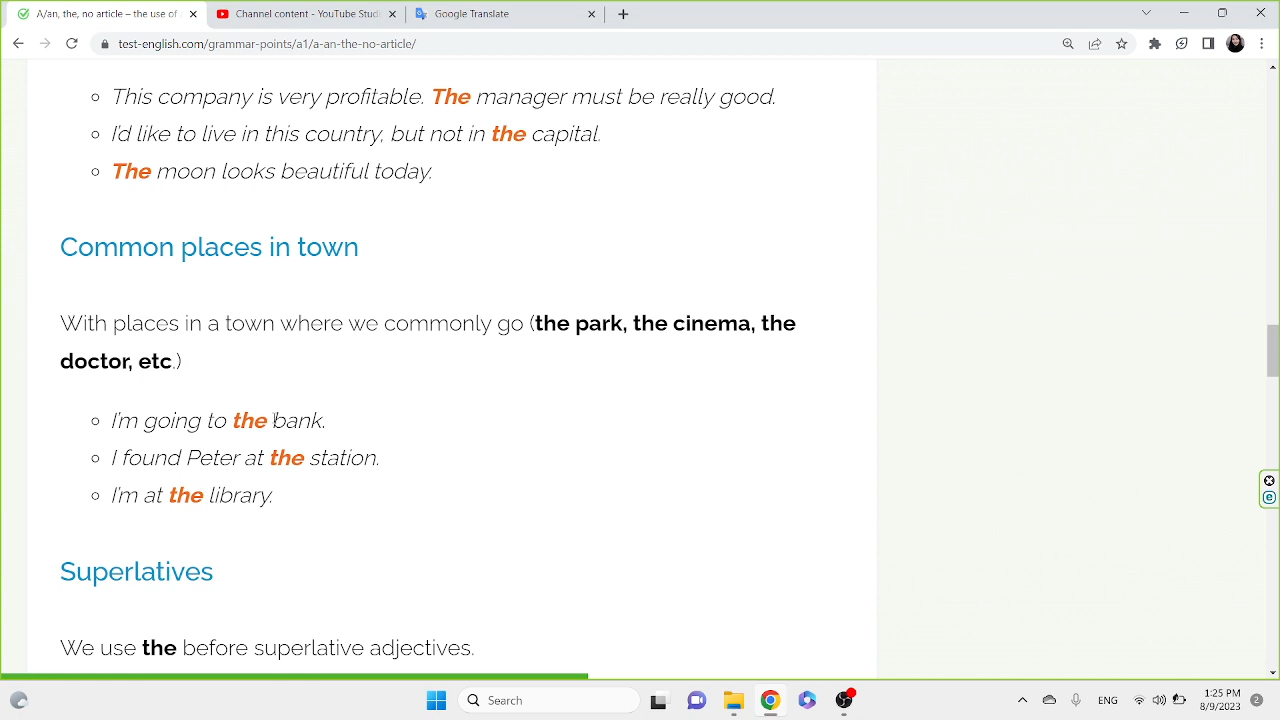 A/an, the, no article – the use of
Channel content - YouTube Studi
Google Translate
test-english.com/grammar-points/a1/a-an-the-no-article/
This company is very profitable. The manager must be really good.
I'd like to live in this country, but not in the capital.
The moon looks beautiful today.
Common places in town
With places in a town where we commonly go (the park, the cinema, the
doctor, etc.)
I'm going to the bank.
I found Peter at the station.
I'm at the library.
Superlatives
We use the before superlative adjectives.
Search
ENG
1:25 PM
8/9/2023
2